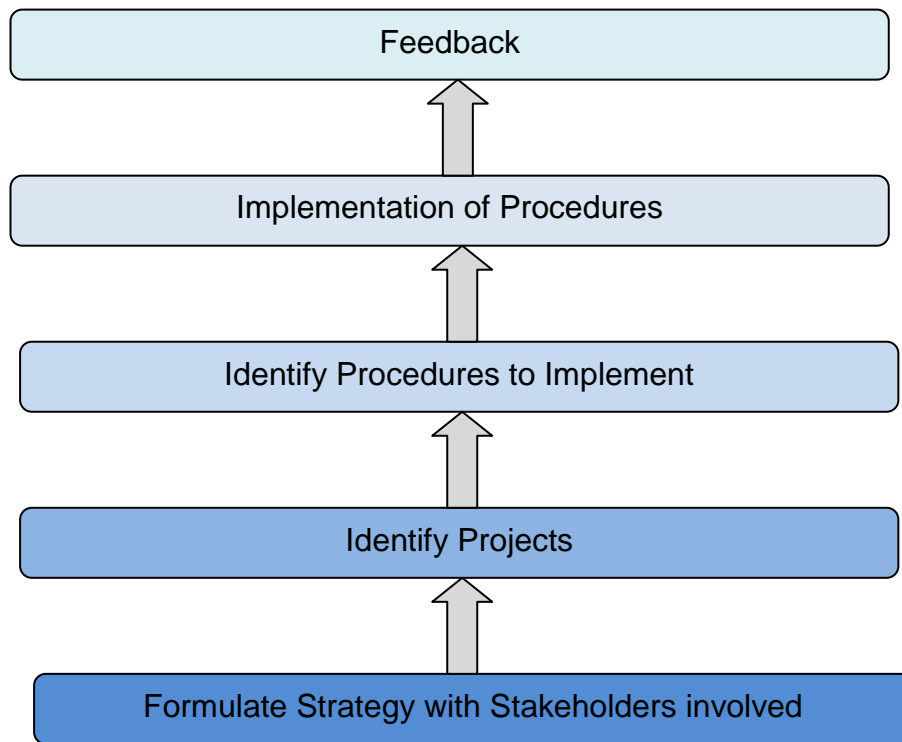 Feedback
Implementation of Procedures
Identify Procedures to Implement
Identify Projects
Formulate Strategy with Stakeholders involved